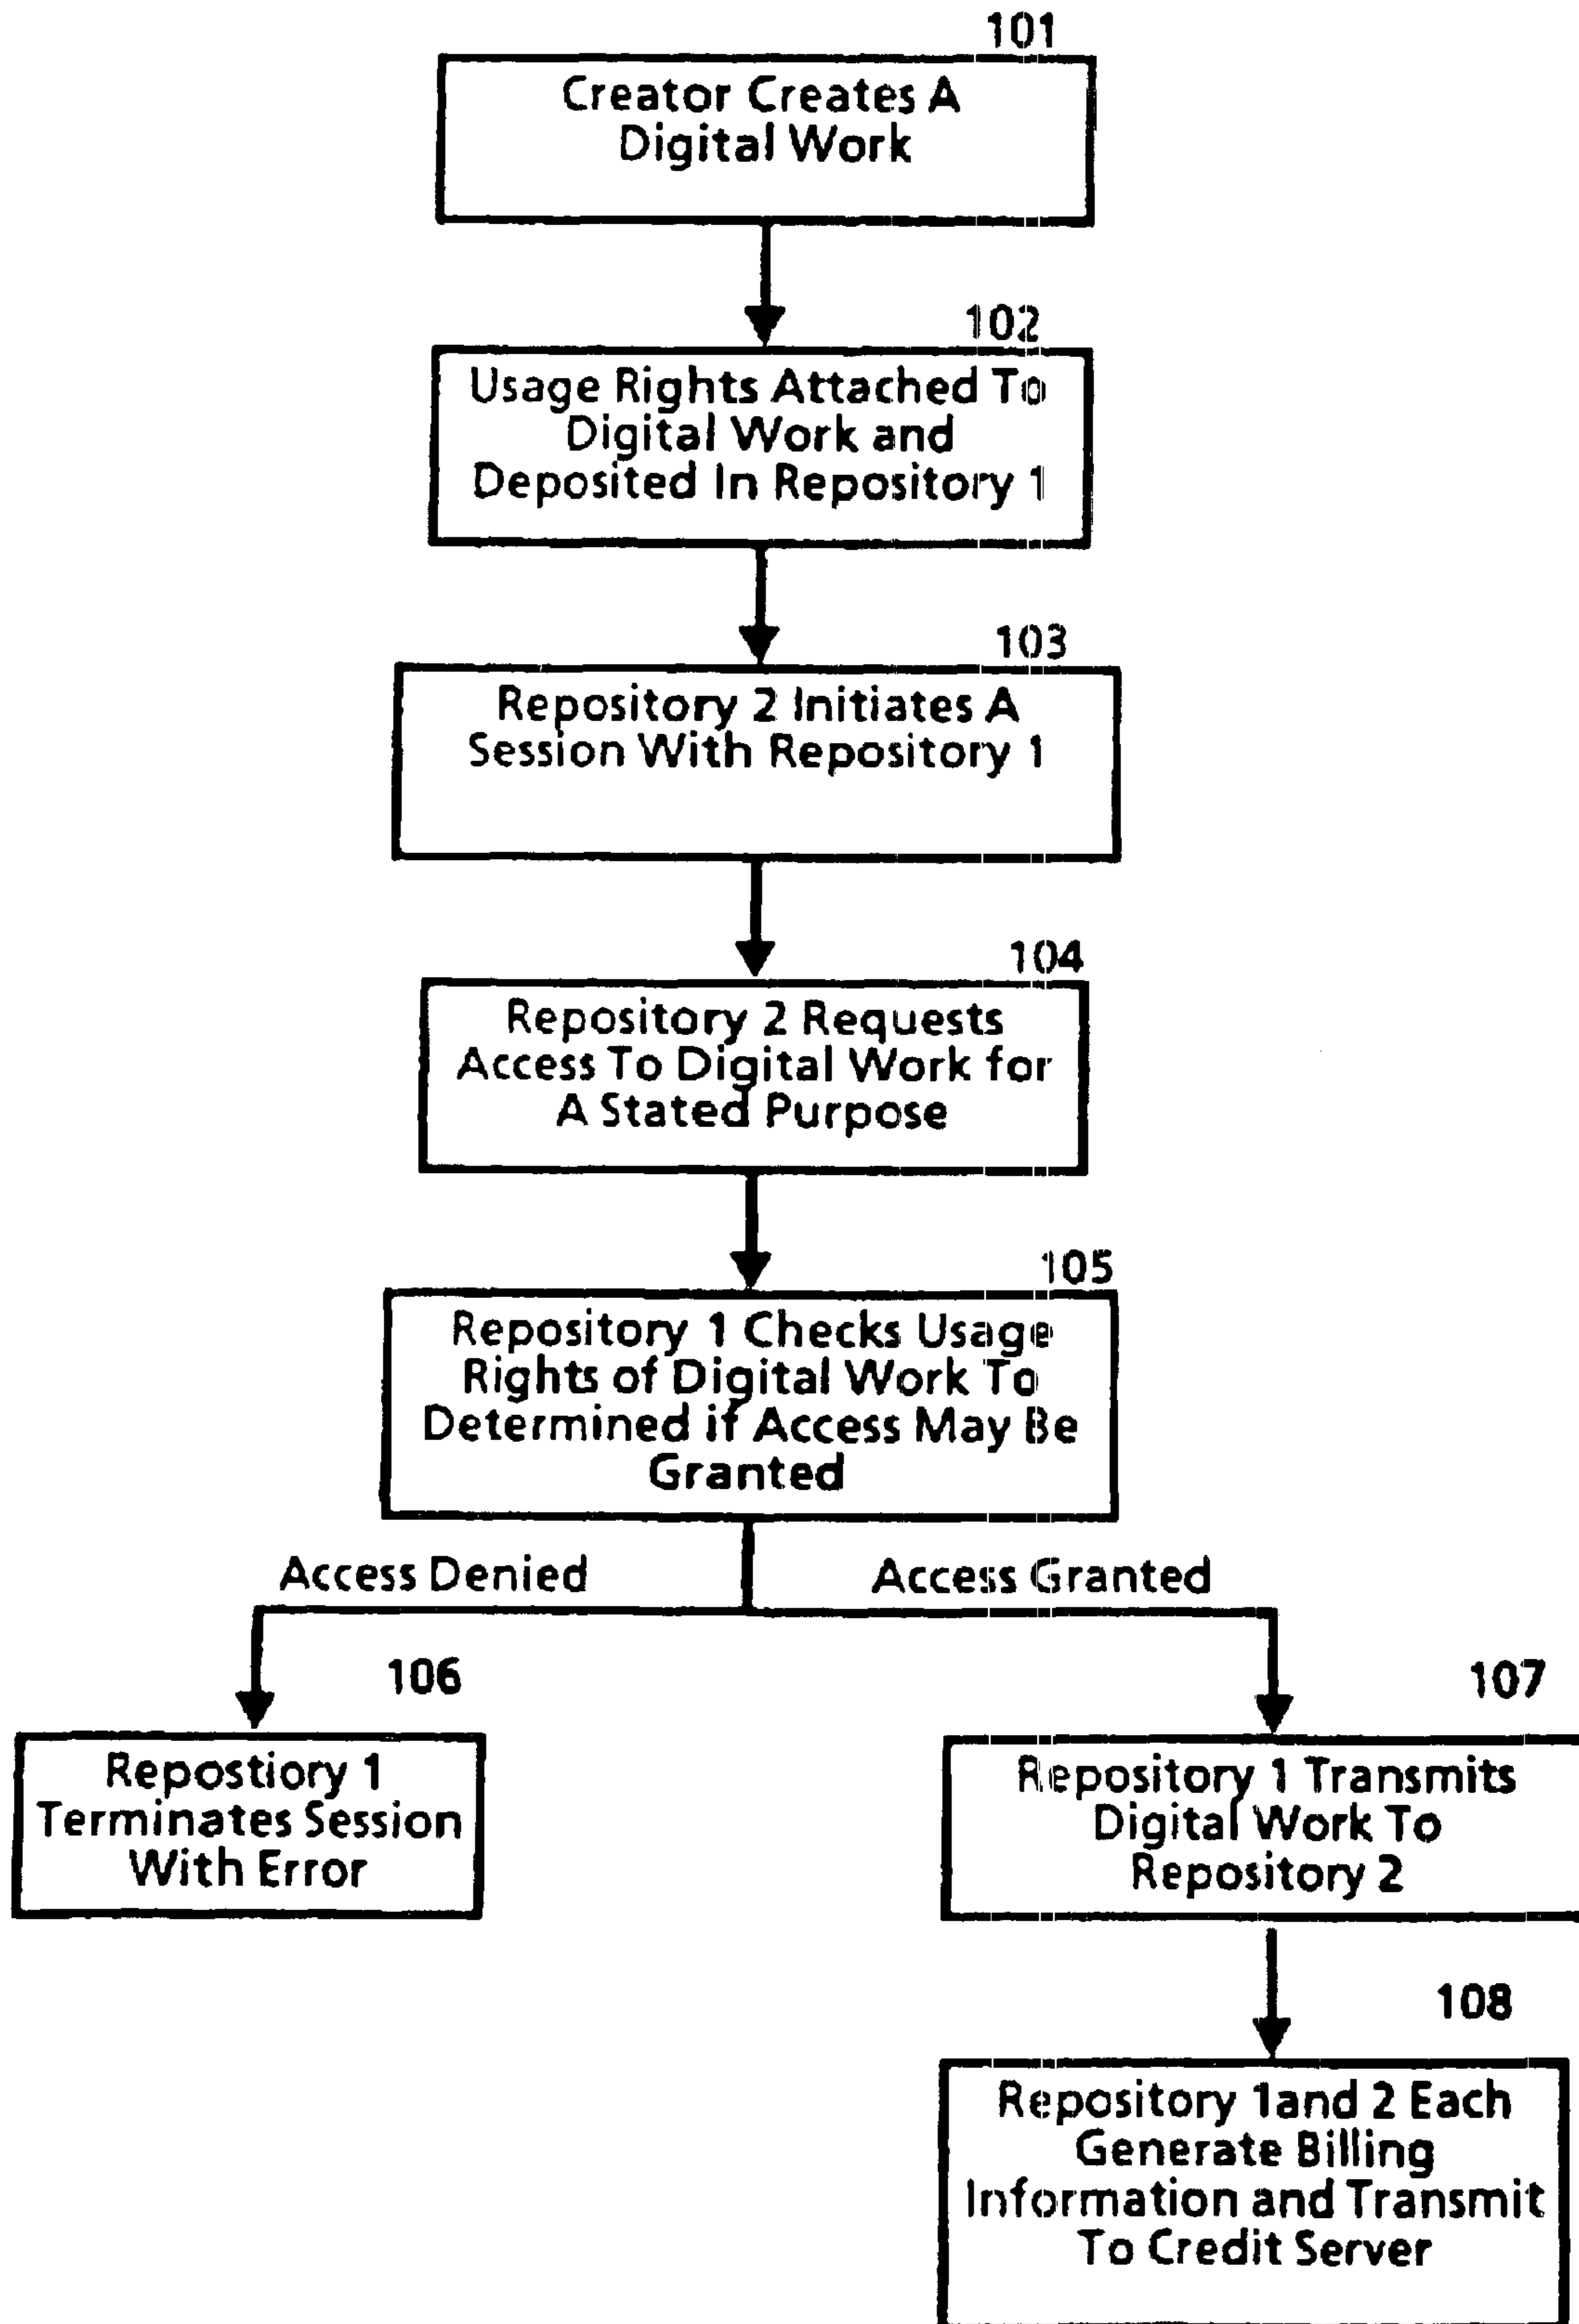 101
Creator Creates A
Digital Work
102
Usage Rights Attached To
Digital Work and
Deposited In Repository 1
103
Repository 2 Initiates A
Session With Repository 1
104
Repository 2 Requests
Access To Digital Work for
A Stated Purpose
105
Repository 1 Checks Usage
Rights of Digital Work To
Determined if Access May Be
Granted
Access Denied
Access Granted
106
Repostiory 1
Terminates Session
With Error
107
Repository 1 Transmits
Digital Work To
Repository 2
108
Repository 1and 2 Each
Generate Billing
Information and Transmit
To Credit Server